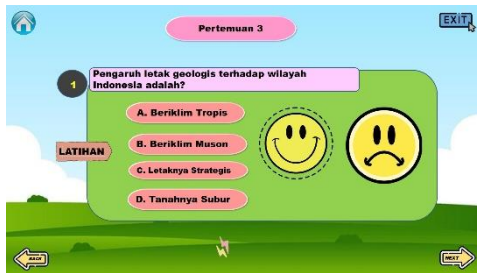 Pertemuan 3
EXIT
1
Pengaruh letak geologis terhadap wilayah
Indonesia adalah?
A. Beriklim Tropis
B. Beriklim Muson
LATIHAN
C. Letaknya Strategis
D. Tanahnya Subur
BACK
NEXT